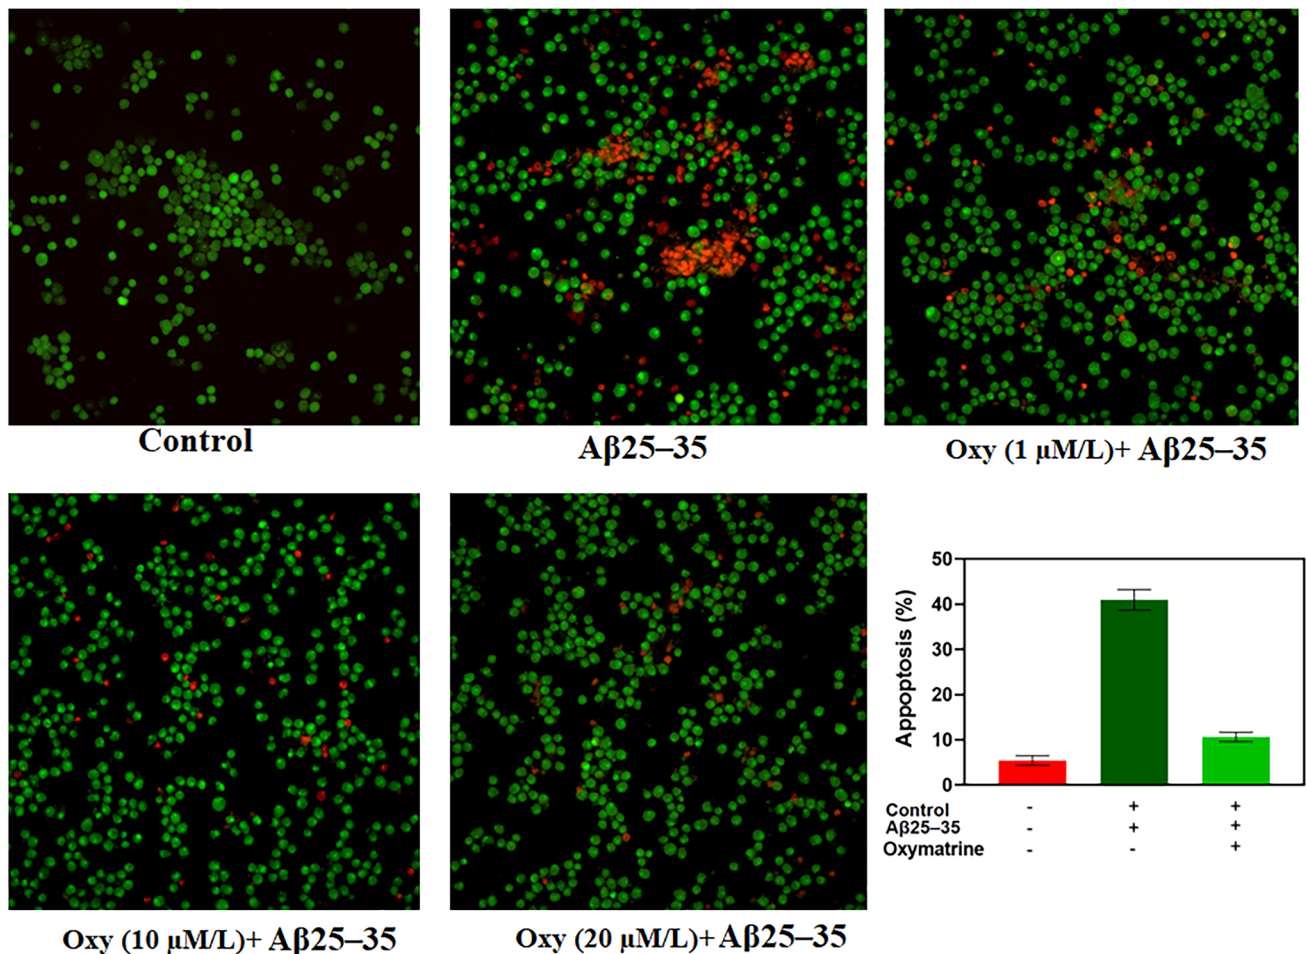 Control
Aβ25–35
Oxy (1 μM/L)+ Aβ25–35
Oxy (10 μM/L)+ Aβ25–35
Oxy (20 μM/L)+Aβ25–35
Appoptosis (%)
50
40
30
20
10
0
Control - + +
Aβ25–35 - + +
Oxymatrine - - +